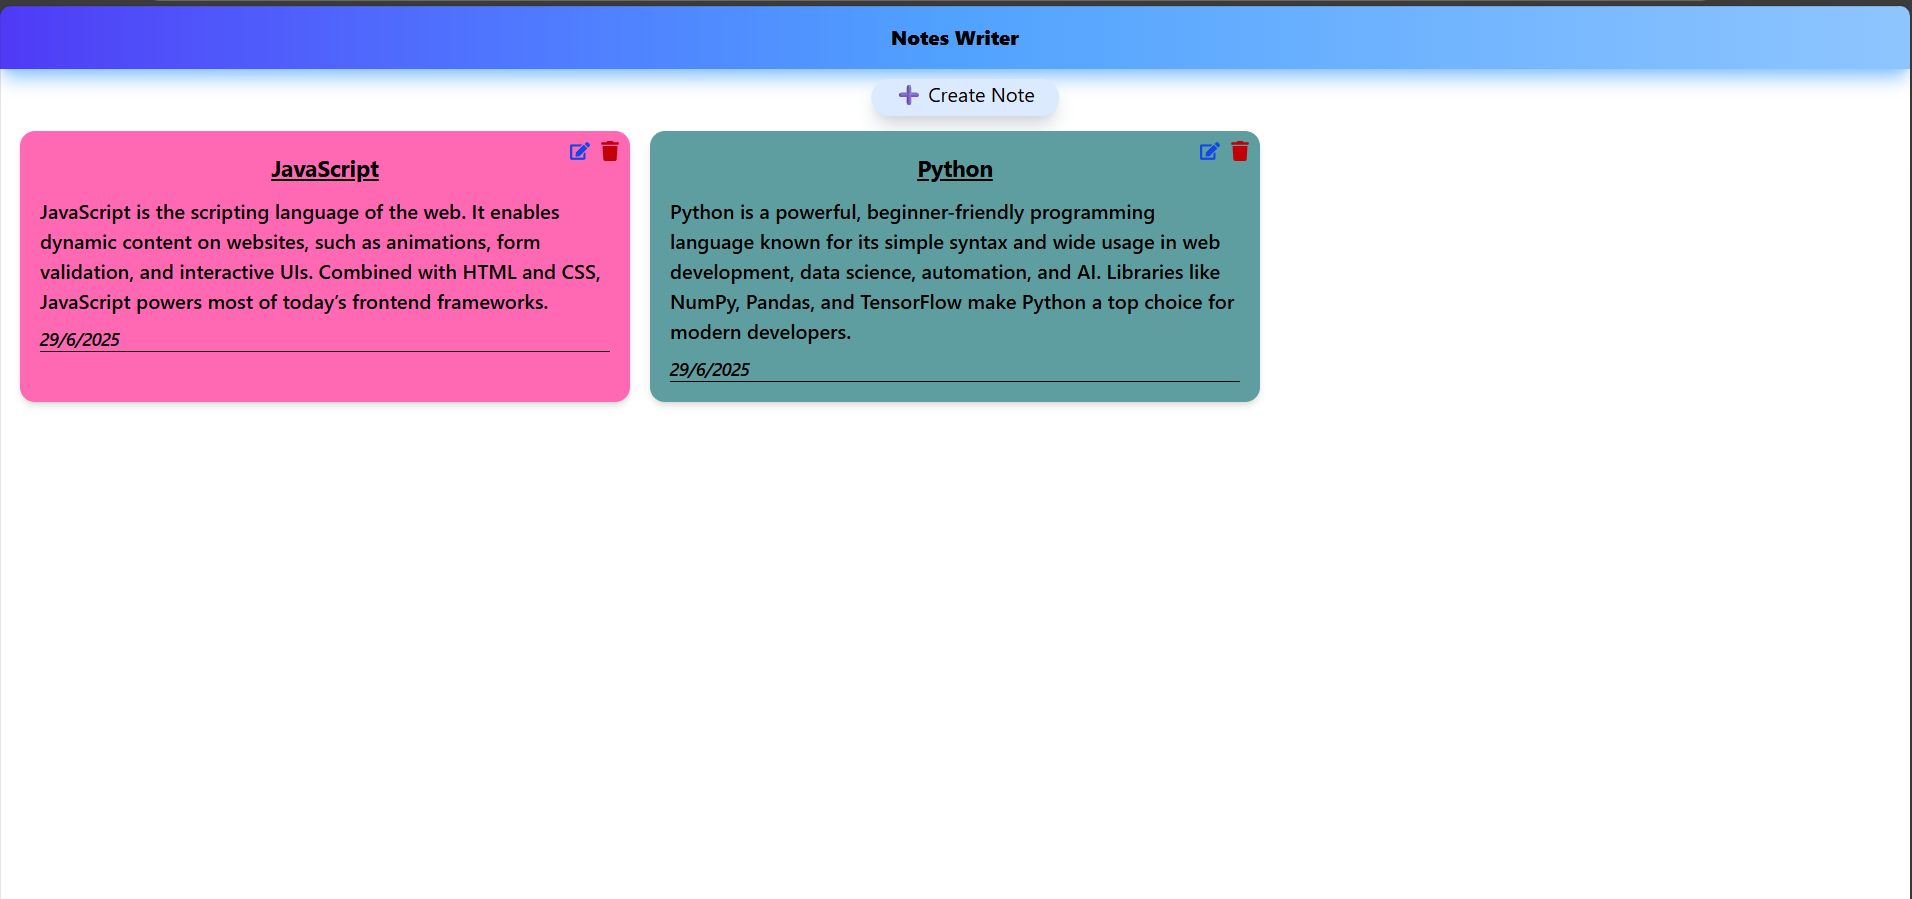 Notes Writer
➕ Create Note
JavaScript
JavaScript is the scripting language of the web. It enables
dynamic content on websites, such as animations, form
validation, and interactive UIs. Combined with HTML and CSS,
JavaScript powers most of today’s frontend frameworks.
29/6/2025
Python
Python is a powerful, beginner-friendly programming
language known for its simple syntax and wide usage in web
development, data science, automation, and AI. Libraries like
NumPy, Pandas, and TensorFlow make Python a top choice for
modern developers.
29/6/2025